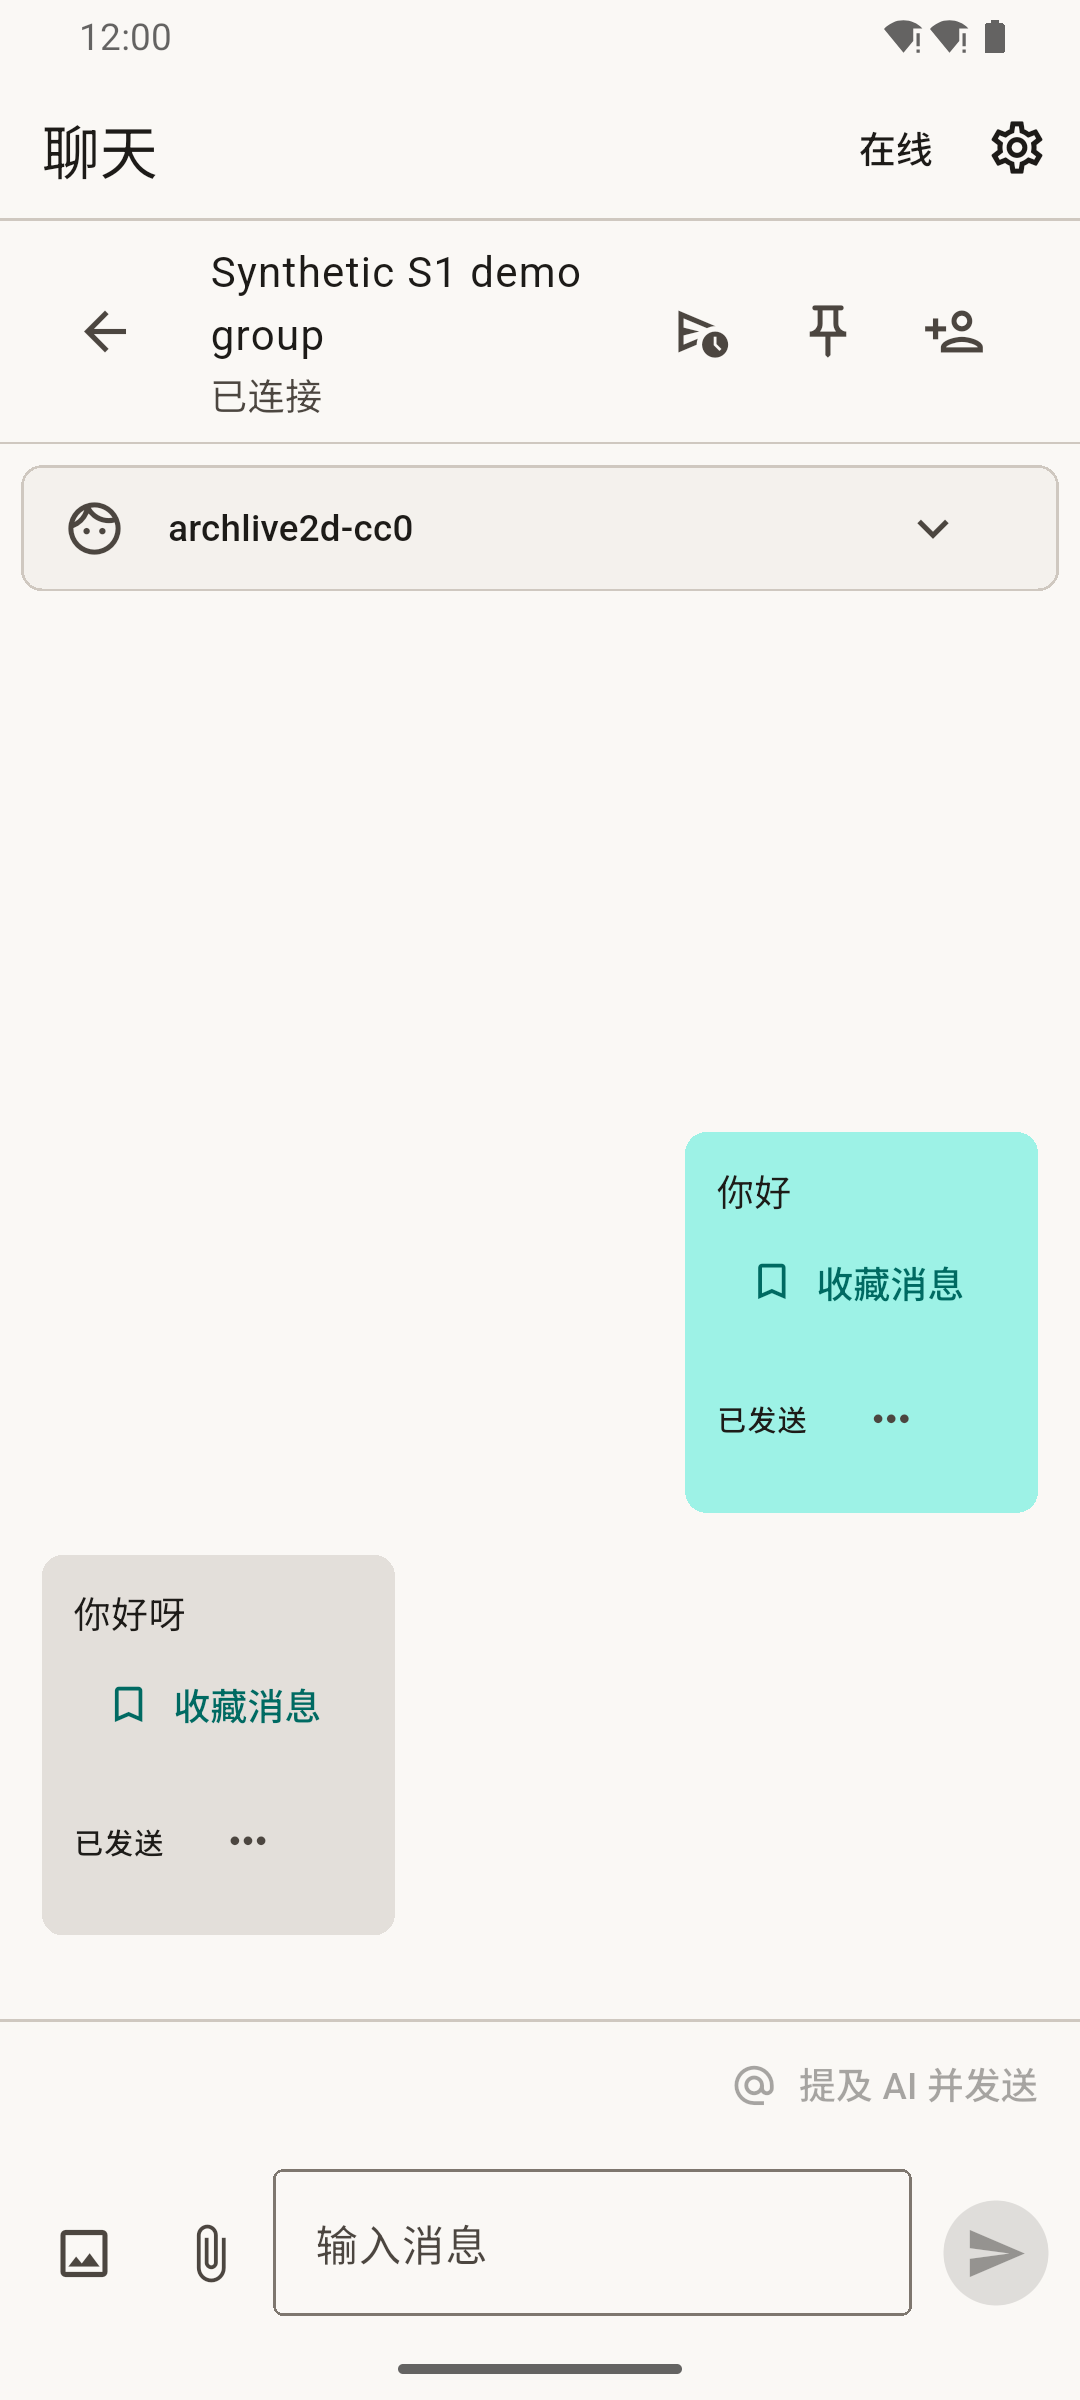 12:00
聊天
在线
Synthetic S1 demo
group
已连接
archlive2d-cc0
你好
收藏消息
已发送
你好呀
收藏消息
已发送
提及 AI 并发送
输入消息